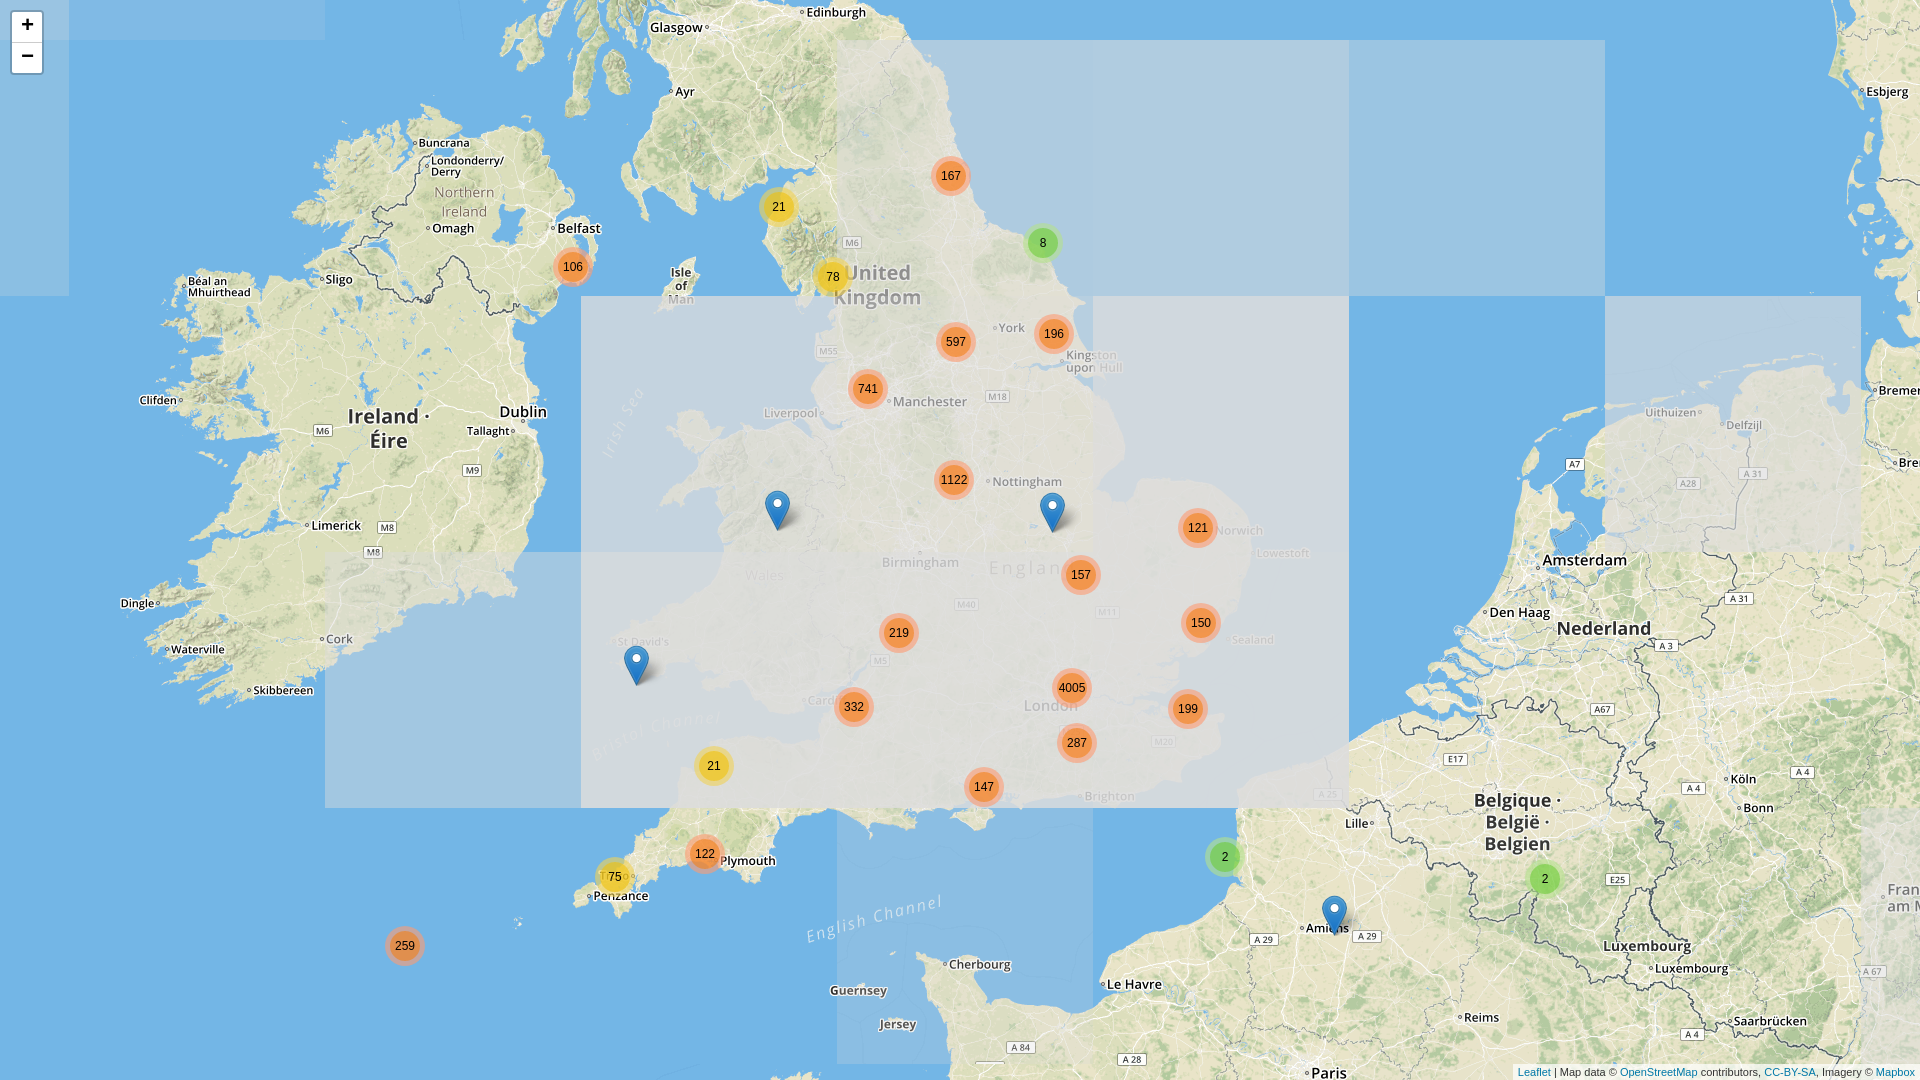 +
−
Glasgow
Edinburgh
Ayr
Esbjerg
Buncrana
Londonderry/
Derry
Northern
Ireland
Omagh
Belfast
167
21
8
106
78
M6
United
Kingdom
Isle
of
Man
Béal an
Mhuirthead
Sligo
York
196
597
M55
Kingston
upon Hull
741
Manchester
M18
Liverpool
Irish Sea
Clifden
Ireland ·
Éire
Dublin
Tallaght
M6
M9
Uithuizen
Delfzijl
A7
A 31
A28
1122
Nottingham
121
Norwich
Lowestoft
Limerick
M8
M8
Birmingham
Wales
157
Amsterdam
Dingle
M40
M11
Den Haag
A 31
Nederland
A 3
Cork
Waterville
Skibbereen
St David's
219
150
Sealand
M5
4005
332
London
199
A67
Bristol Channel
287
M20
E17
21
147
Brighton
A 25
Köln
A 4
A 4
Bonn
Belgique ·
België ·
Belgien
Lille
122
Plymouth
75
Penzance
2
2
E25
English Channel
259
Amiens
A 29
A 29
Luxembourg
Luxembourg
A 67
Cherbourg
Le Havre
Guernsey
Jersey
Reims
Saarbrücken
A 4
A 84
A 28
Paris
Leaflet | Map data © OpenStreetMap contributors, CC-BY-SA, Imagery © Mapbox